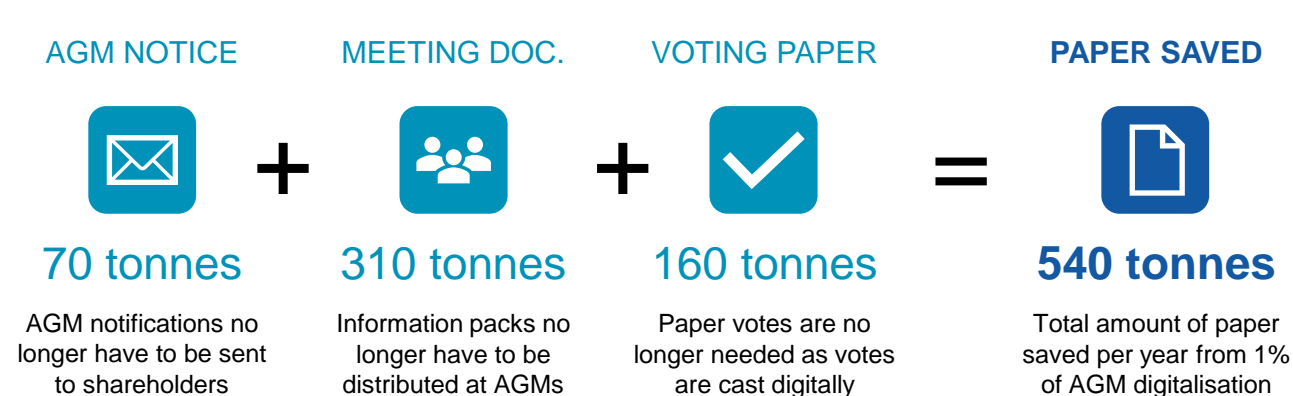 AGM NOTICE
MEETING DOC.
VOTING PAPER
PAPER SAVED
+
+
=
70 tonnes
310 tonnes
160 tonnes
540 tonnes
AGM notifications no
longer have to be sent
to shareholders
Information packs no
longer have to be
distributed at AGMs
Paper votes are no
longer needed as votes
are cast digitally
Total amount of paper
saved per year from 1%
of AGM digitalisation